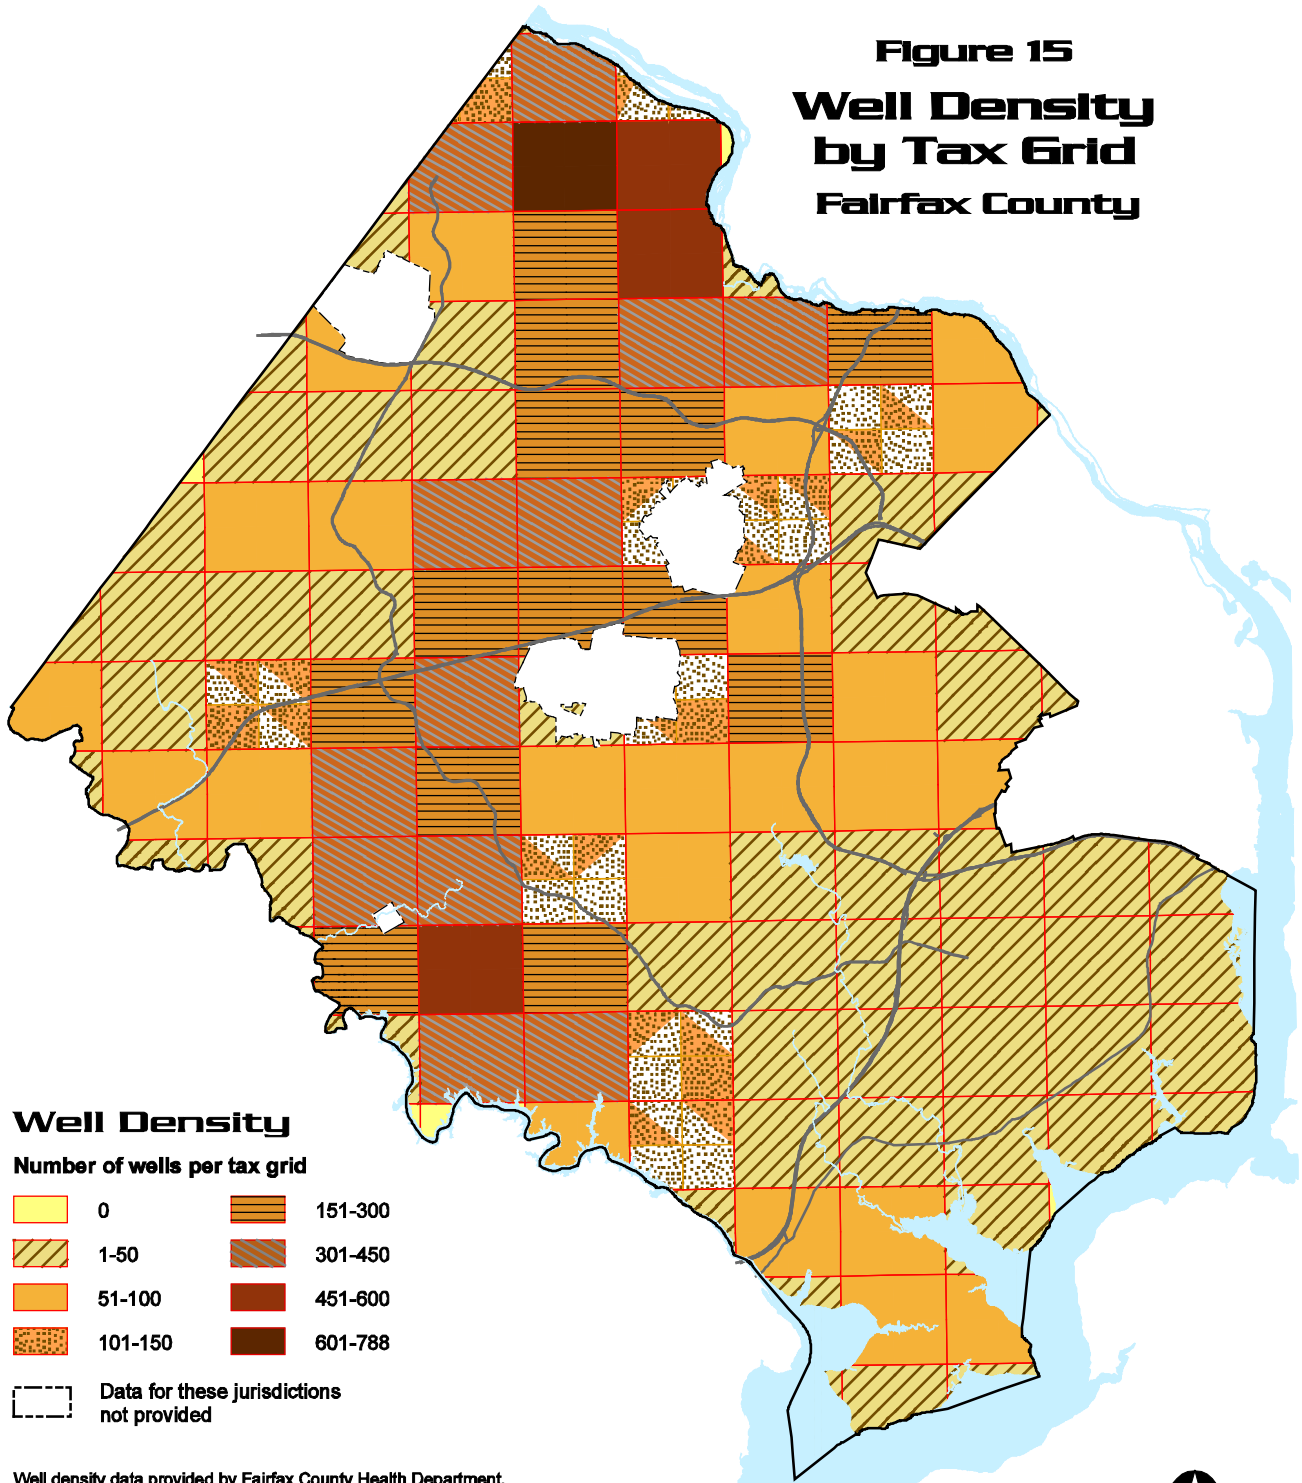 Figure 15
Well Density
by Tax Grid
Fairfax County
Well Density
Number of wells per tax grid
0
1-50
51-100
101-150
151-300
301-450
451-600
601-788
Data for these jurisdictions
not provided
Well density data provided by Fairfax County Health Department.